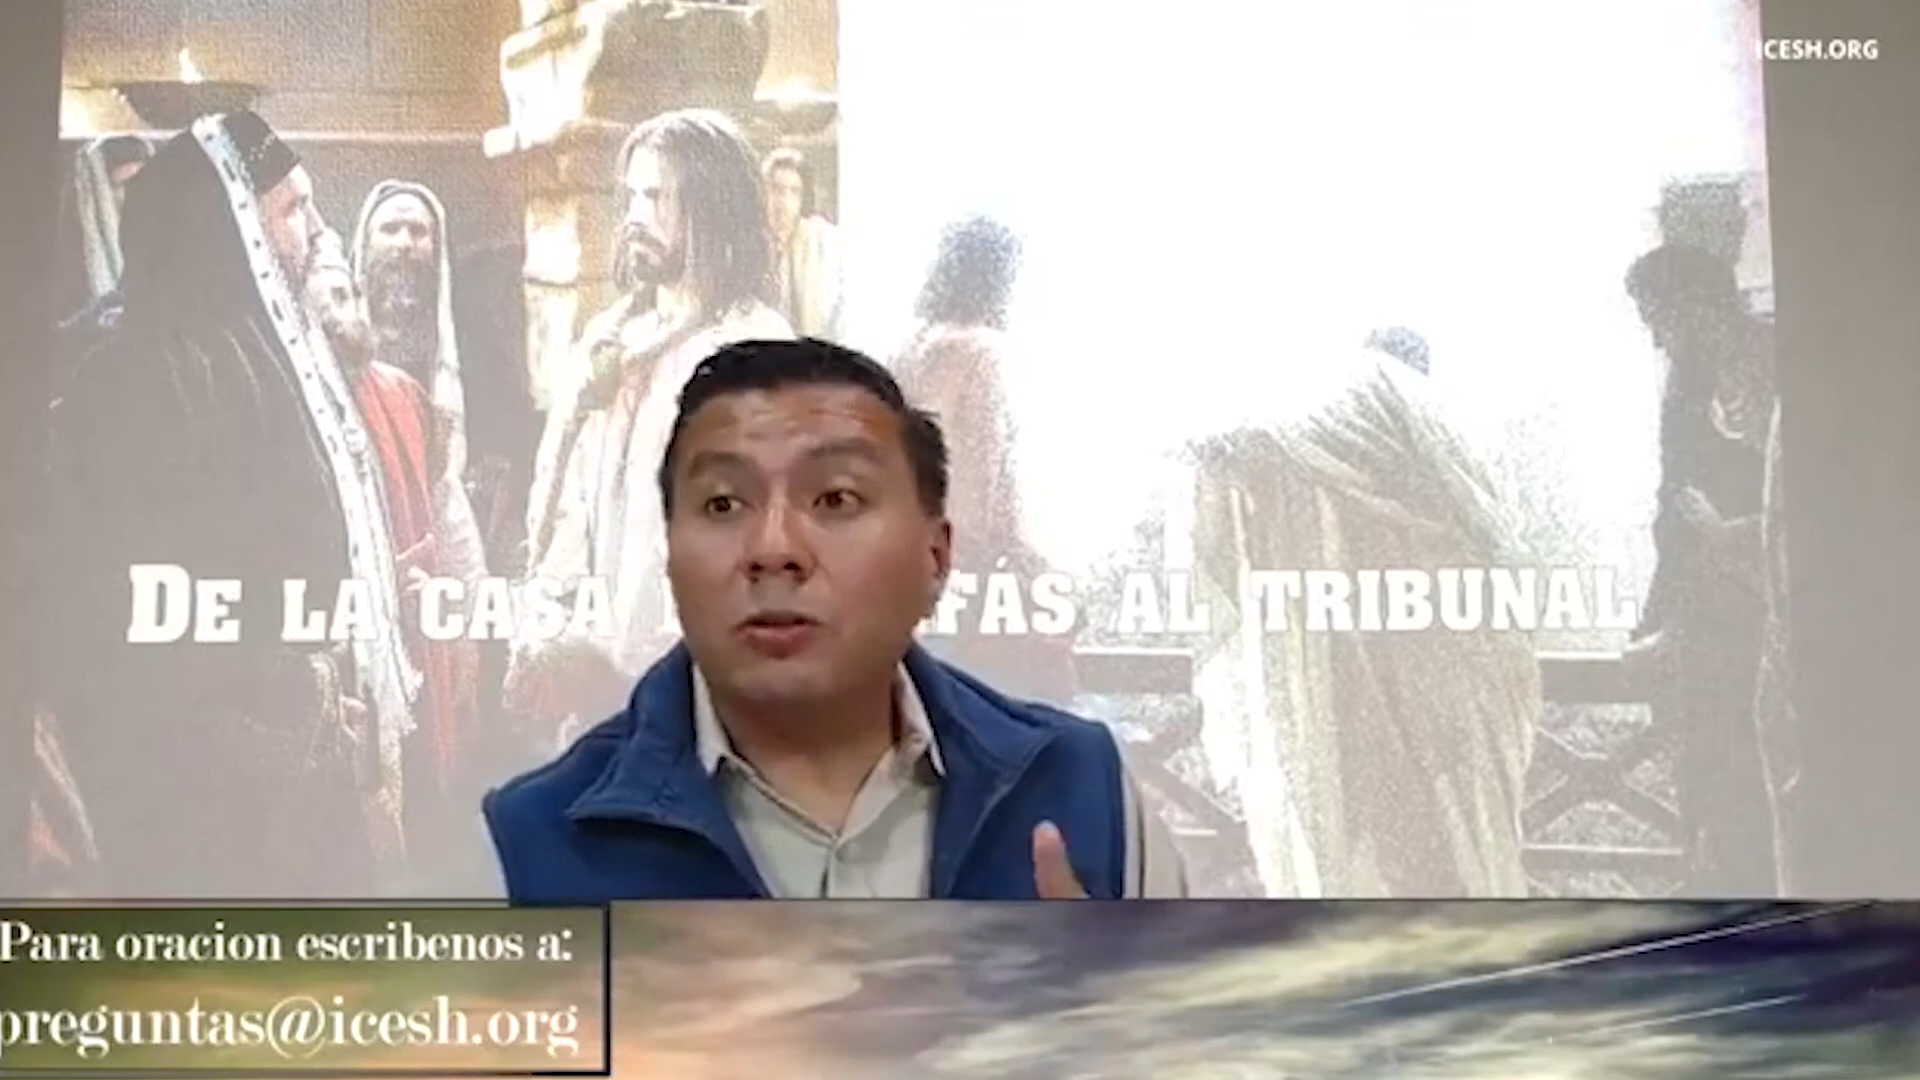 ICESH.ORG
DE LA CASA FÁS AL TRIBUNAL
Para oracion escribenos a:
preguntas@icesh.org